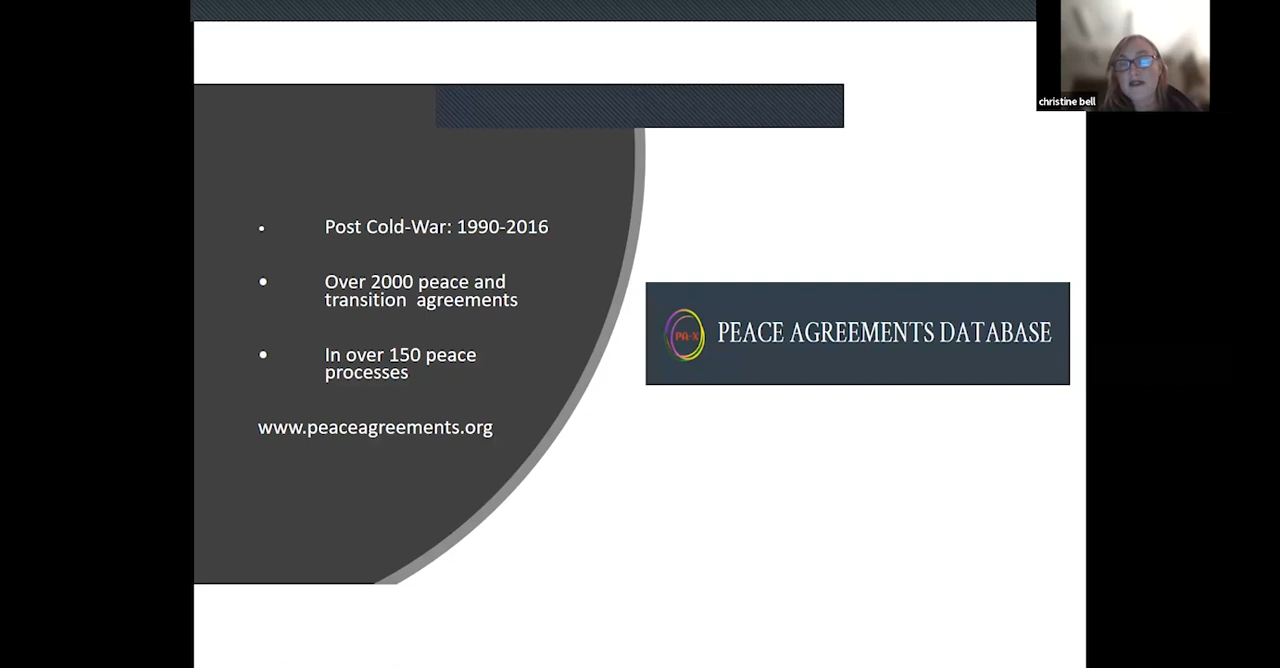 christine bell
• Post Cold-War: 1990-2016
• Over 2000 peace and
transition agreements
• In over 150 peace
processes
www.peaceagreements.org
PA-X
PEACE AGREEMENTS DATABASE